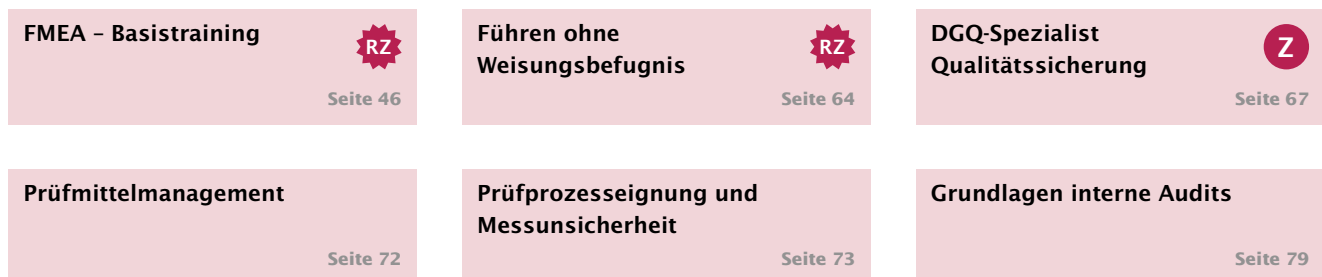 FMEA – Basistraining
RZ
Seite 46
Führen ohne
Weisungsbefugnis
RZ
Seite 64
DGQ-Spezialist
Qualitätssicherung
Z
Seite 67
Prüfmittelmanagement
Seite 72
Prüfprozesseignung und
Messunsicherheit
Seite 73
Grundlagen interne Audits
Seite 79